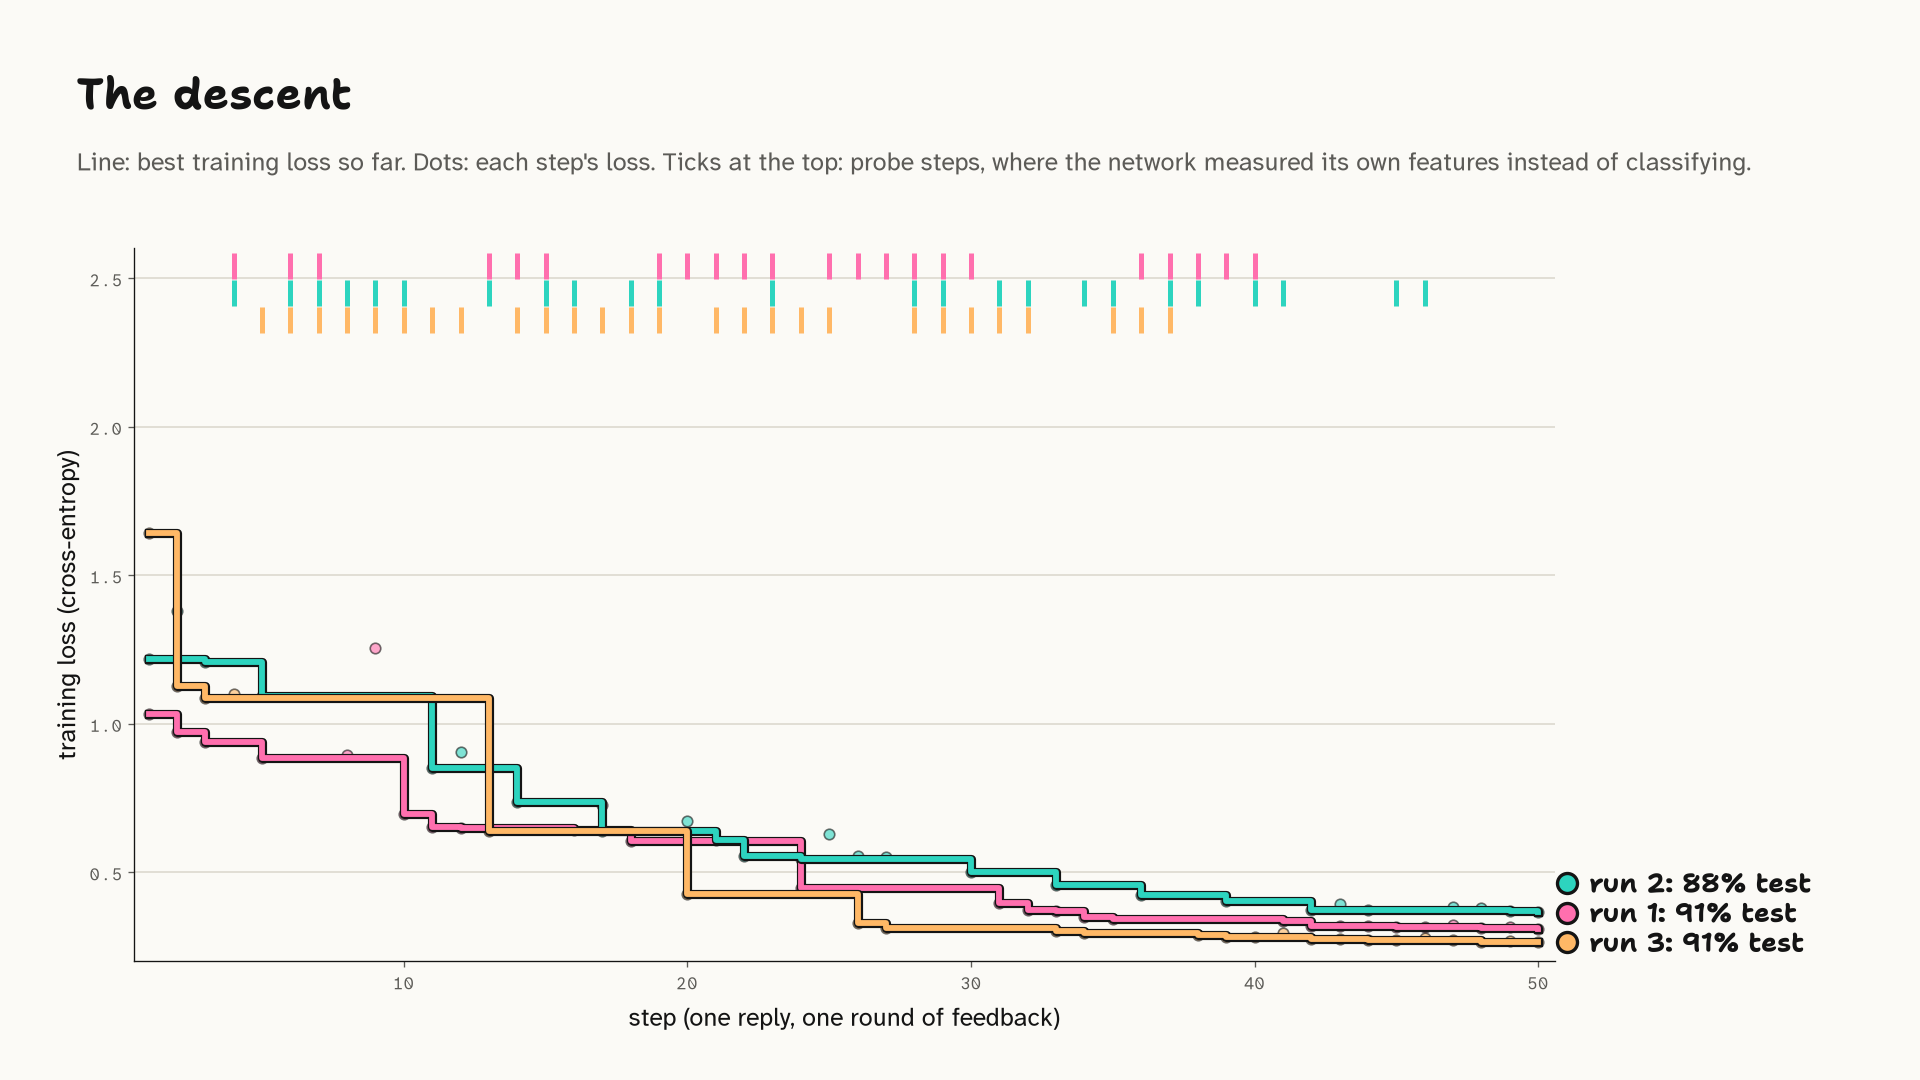 The descent
Line: best training loss so far. Dots: each step's loss. Ticks at the top: probe steps, where the network measured its own features instead of classifying.
2.5
2.0
1.5
1.0
0.5
training loss (cross-entropy)
run 2: 88% test
run 1: 91% test
run 3: 91% test
10 20 30 40 50
step (one reply, one round of feedback)